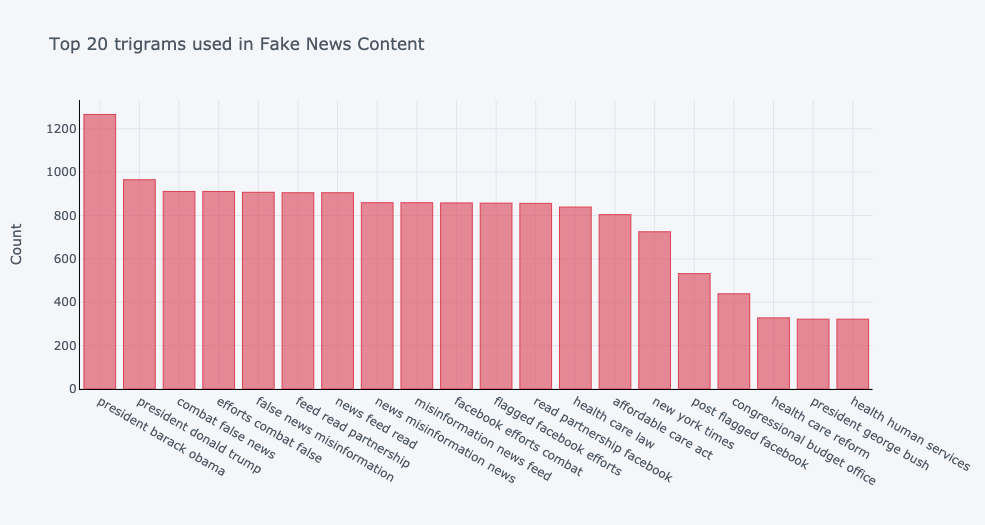 Top 20 trigrams used in Fake News Content
Count
1200
1000
800
600
400
200
0
president barack obama
president donald trump
combat false news
efforts combat false
false news misinformation
feed read partnership
news feed read
news misinformation news
misinformation news feed
facebook efforts combat
flagged facebook efforts
read partnership facebook
health care law
affordable care act
new york times
post flagged facebook
congressional budget office
health care reform
president george bush
health human services